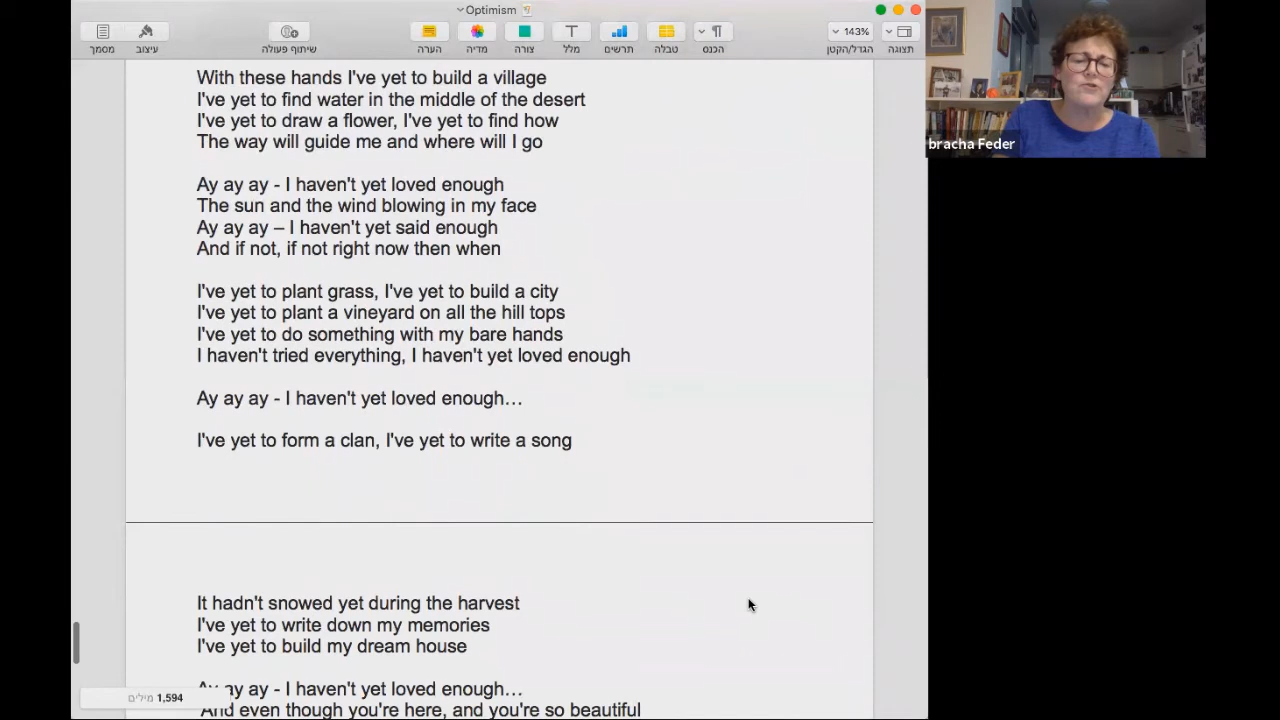 Optimism
מסמך
עיצוב
שיתוף פעולה
הערה
מדיה
צורה
מלל
תרשים
טבלה
הכנס
143%
הגדל/הקטן
תצוגה
With these hands I've yet to build a village
I've yet to find water in the middle of the desert
I've yet to draw a flower, I've yet to find how
The way will guide me and where will I go
Ay ay ay - I haven't yet loved enough
The sun and the wind blowing in my face
Ay ay ay – I haven't yet said enough
And if not, if not right now then when
I've yet to plant grass, I've yet to build a city
I've yet to plant a vineyard on all the hill tops
I've yet to do something with my bare hands
I haven't tried everything, I haven't yet loved enough
Ay ay ay - I haven't yet loved enough…
I've yet to form a clan, I've yet to write a song
It hadn't snowed yet during the harvest
I've yet to write down my memories
I've yet to build my dream house
Ay ay ay - I haven't yet loved enough…
And even though you're here, and you're so beautiful
1,594 מילים
bracha Feder